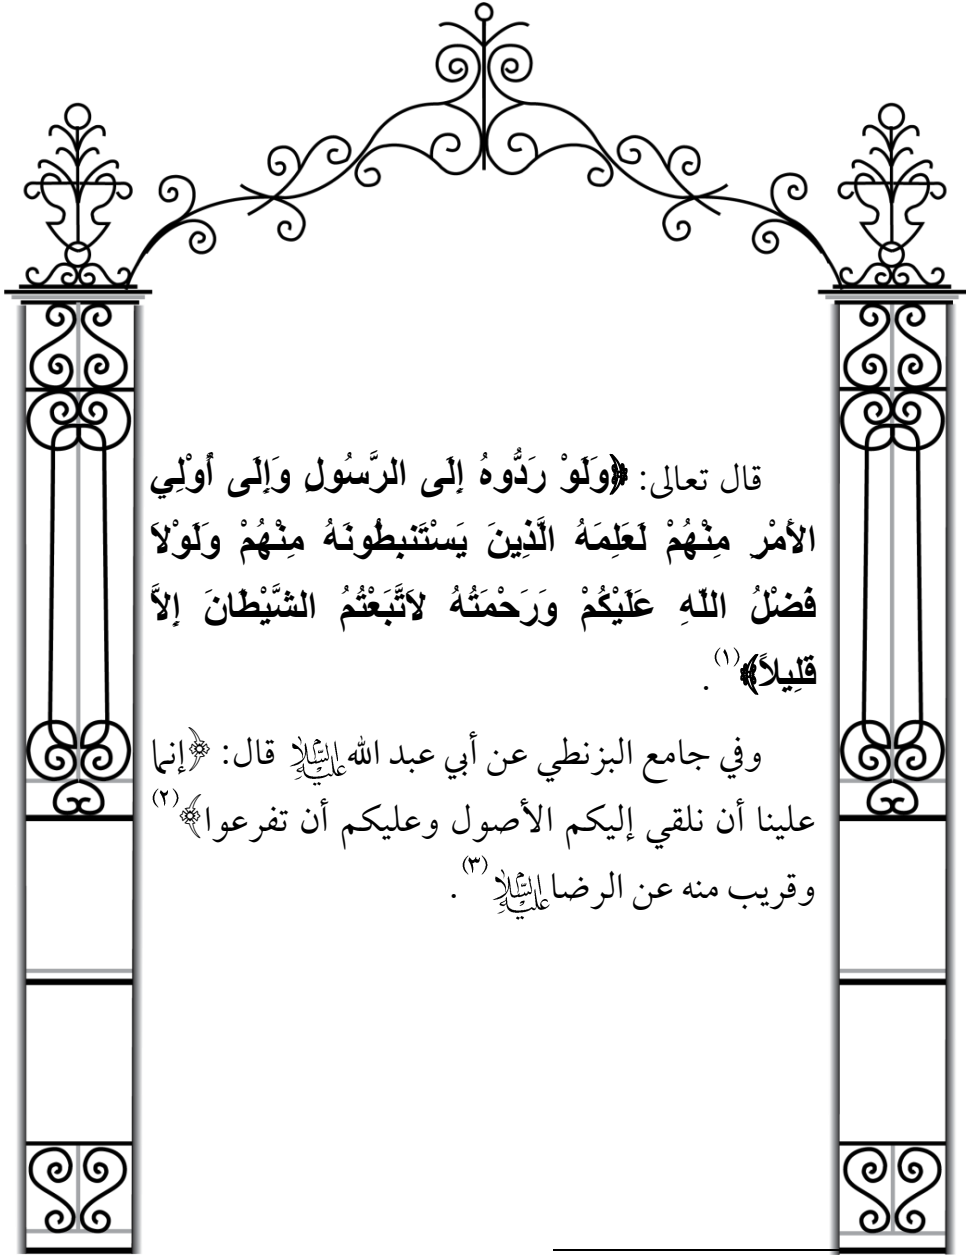 قال تعالى: ﴿وَلَوْ رَدُّوهُ إِلَى الرَّسُولِ وَإِلَى أُوْلِي
الأَمْرِ مِنْهُمْ لَعَلِمَهُ الَّذِينَ يَسْتَنبِطُونَهُ مِنْهُمْ وَلَوْلاَ
فَضْلُ اللّهِ عَلَيْكُمْ وَرَحْمَتُهُ لاَتَّبَعْتُمُ الشَّيْطَانَ إِلاَّ
قَلِيلاً﴾(١).
وفي جامع البزنطي عن أبي عبد الله عليه السلام قال: ﴿إنما
علينا أن نلقي إليكم الأصول وعليكم أن تفرعوا﴾(٢)
وقريب منه عن الرضا عليه السلام(٣).